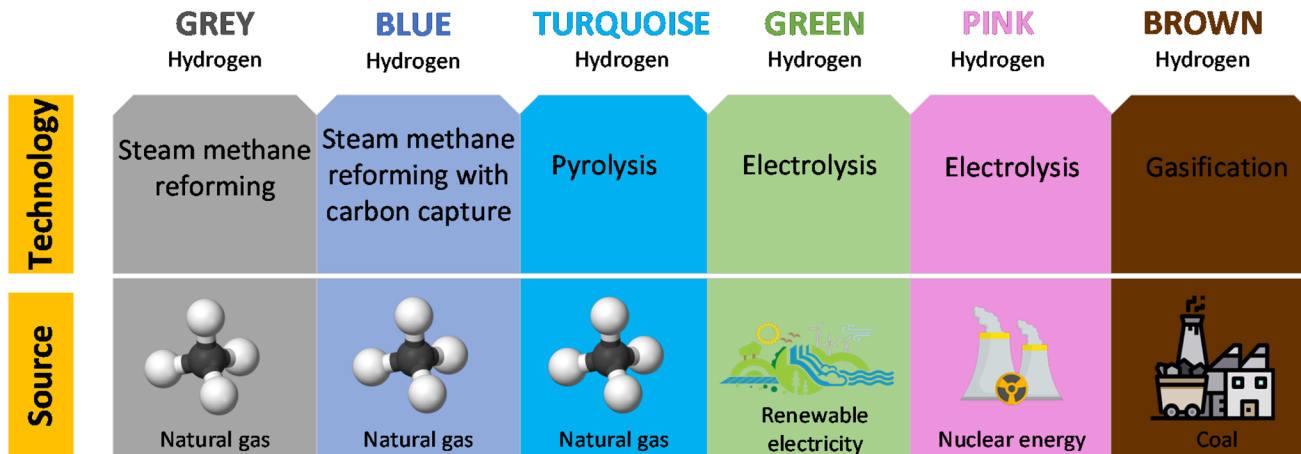 GREY
Hydrogen
BLUE
Hydrogen
TURQUOISE
Hydrogen
GREEN
Hydrogen
PINK
Hydrogen
BROWN
Hydrogen
Technology
Steam methane
reforming
Steam methane
reforming with
carbon capture
Pyrolysis
Electrolysis
Electrolysis
Gasification
Source
Natural gas
Natural gas
Natural gas
Renewable
electricity
Nuclear energy
Coal